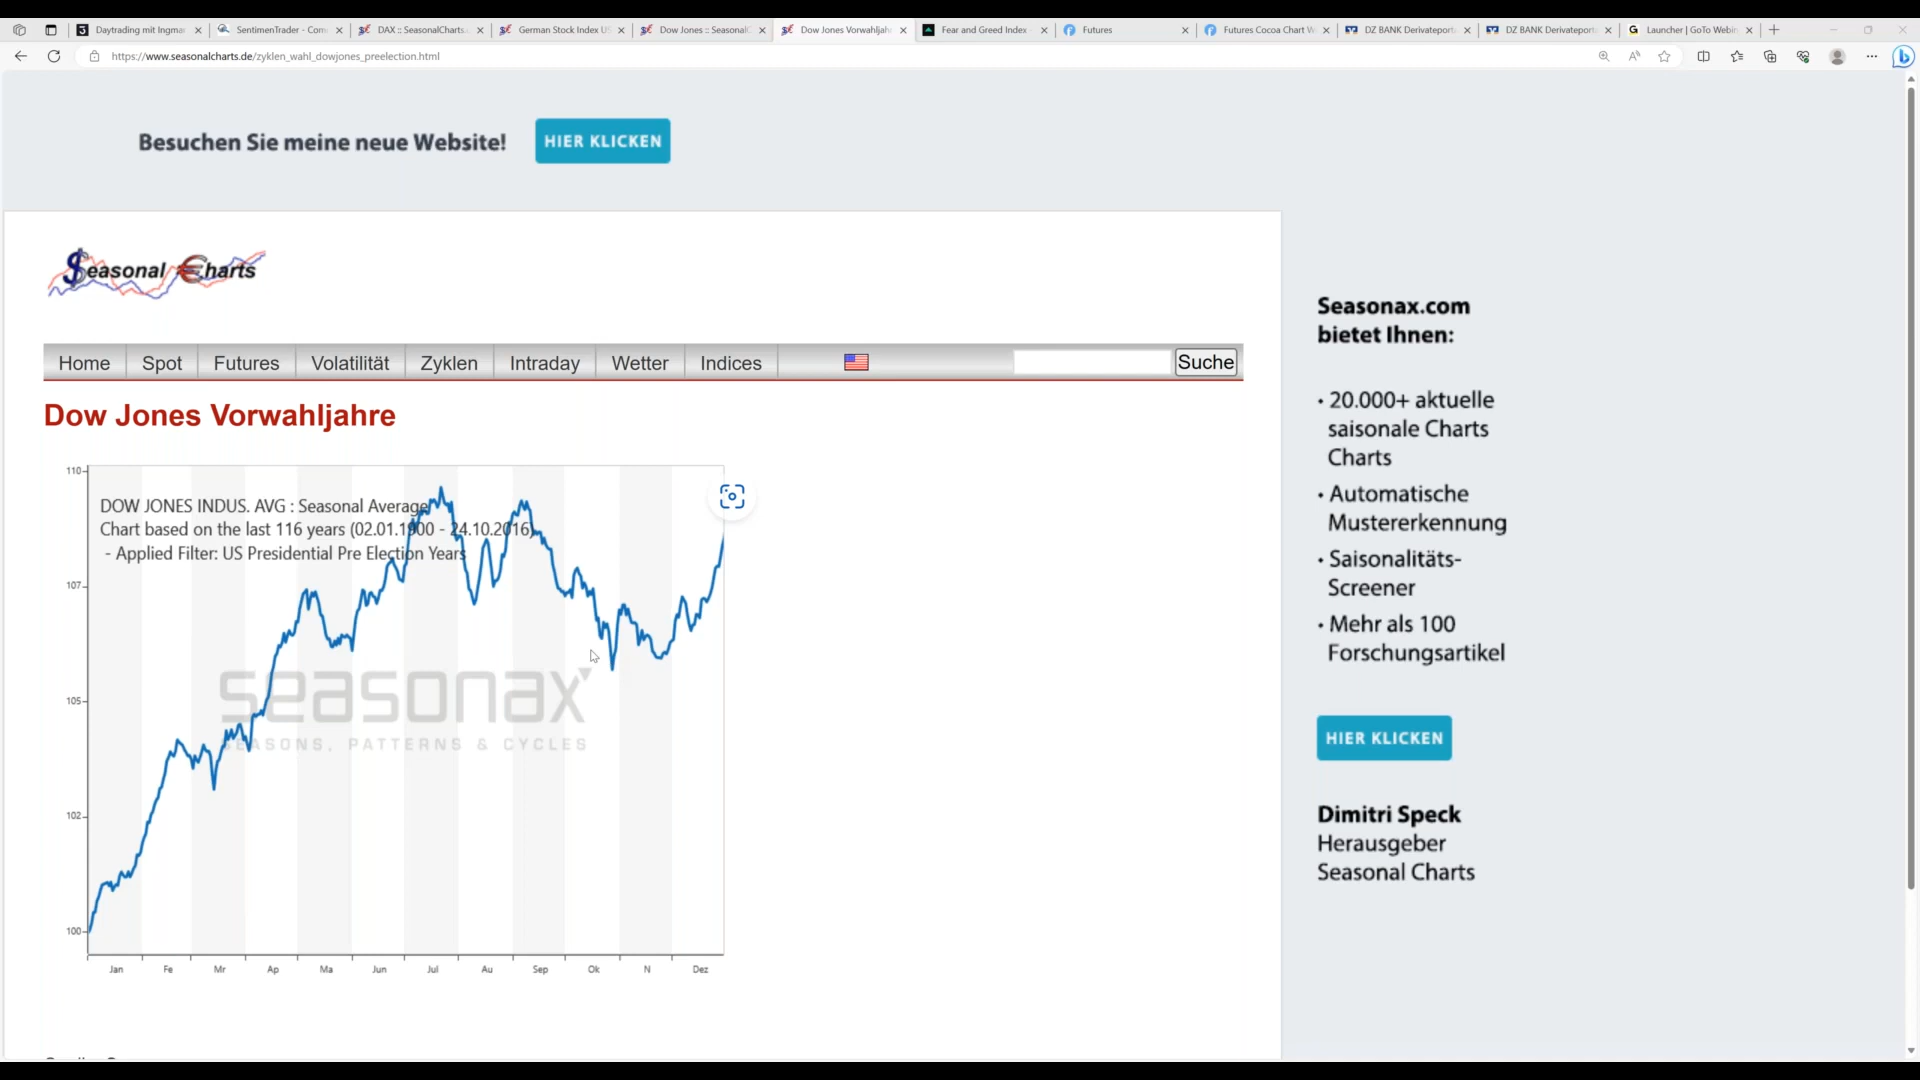 Daytrading mit Ingmar
SentimenTrader - Com
DAX :: SeasonalCharts.
German Stock Index US
Dow Jones :: Seasonal
Dow Jones Vorwahljah
Fear and Greed Index -
Futures
Futures Cocoa Chart W
DZ BANK Derivateport
DZ BANK Derivateport
Launcher | GoTo Webin
https://www.seasonalcharts.de/zyklen_wahl_dowjones_preelection.html
Besuchen Sie meine neue Website!
HIER KLICKEN
$easonal €harts
Home Spot Futures Volatilität Zyklen Intraday Wetter Indices Suche
Dow Jones Vorwahljahre
DOW JONES INDUS. AVG : Seasonal Average
Chart based on the last 116 years (02.01.1900 - 24.10.2016)
- Applied Filter: US Presidential Pre Election Years
110
107
105
102
100
seasonax
SEASONS, PATTERNS & CYCLES
Jan Fe Mr Ap Ma Jun Jul Au Sep Ok N Dez
Seasonax.com
bietet Ihnen:
• 20.000+ aktuelle
saisonale Charts
Charts
• Automatische
Mustererkennung
• Saisonalitäts-
Screener
• Mehr als 100
Forschungsartikel
HIER KLICKEN
Dimitri Speck
Herausgeber
Seasonal Charts